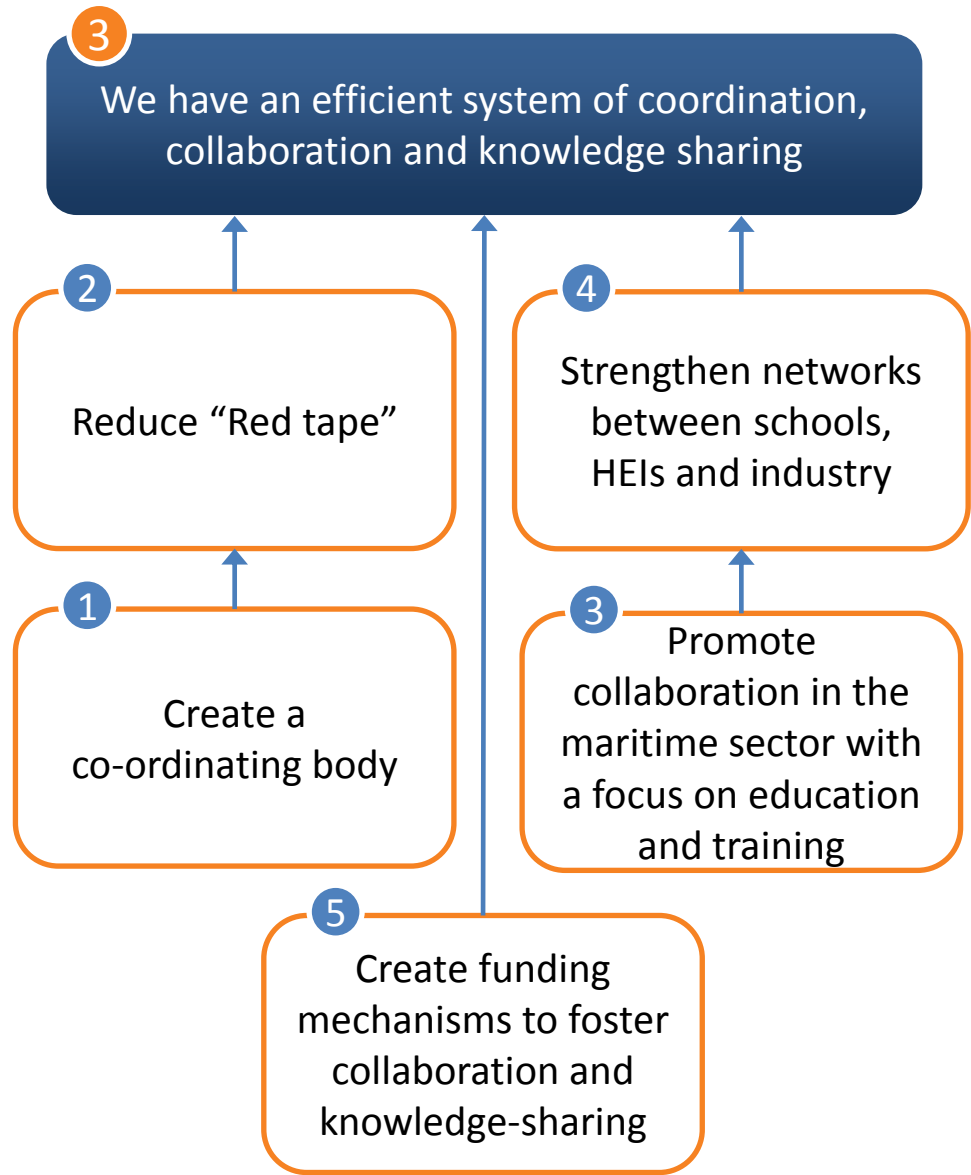 3
We have an efficient system of coordination,
collaboration and knowledge sharing
2
Reduce “Red tape”
4
Strengthen networks
between schools,
HEIs and industry
1
Create a
co-ordinating body
3
Promote
collaboration in the
maritime sector with
a focus on education
and training
5
Create funding
mechanisms to foster
collaboration and
knowledge-sharing